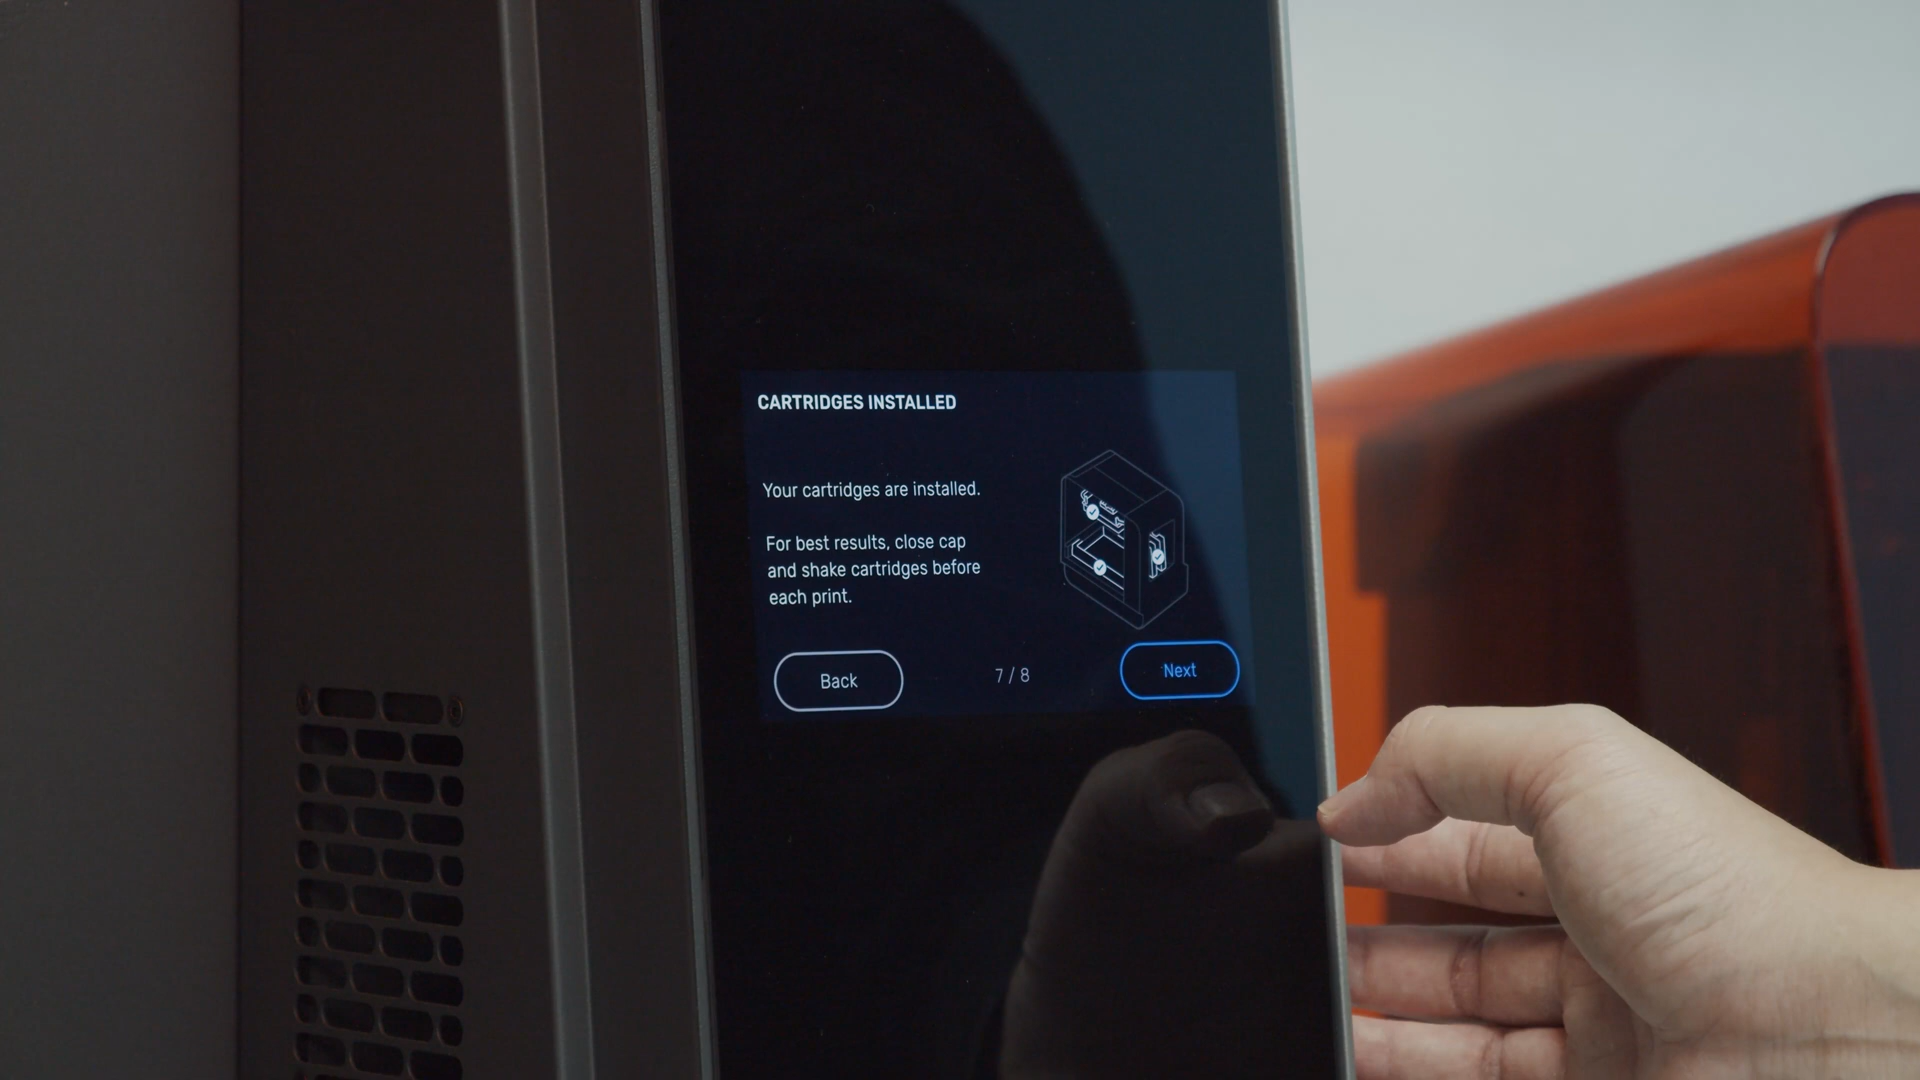 CARTRIDGES INSTALLED
Your cartridges are installed.
For best results, close cap
and shake cartridges before
each print.
Back
7 / 8
Next